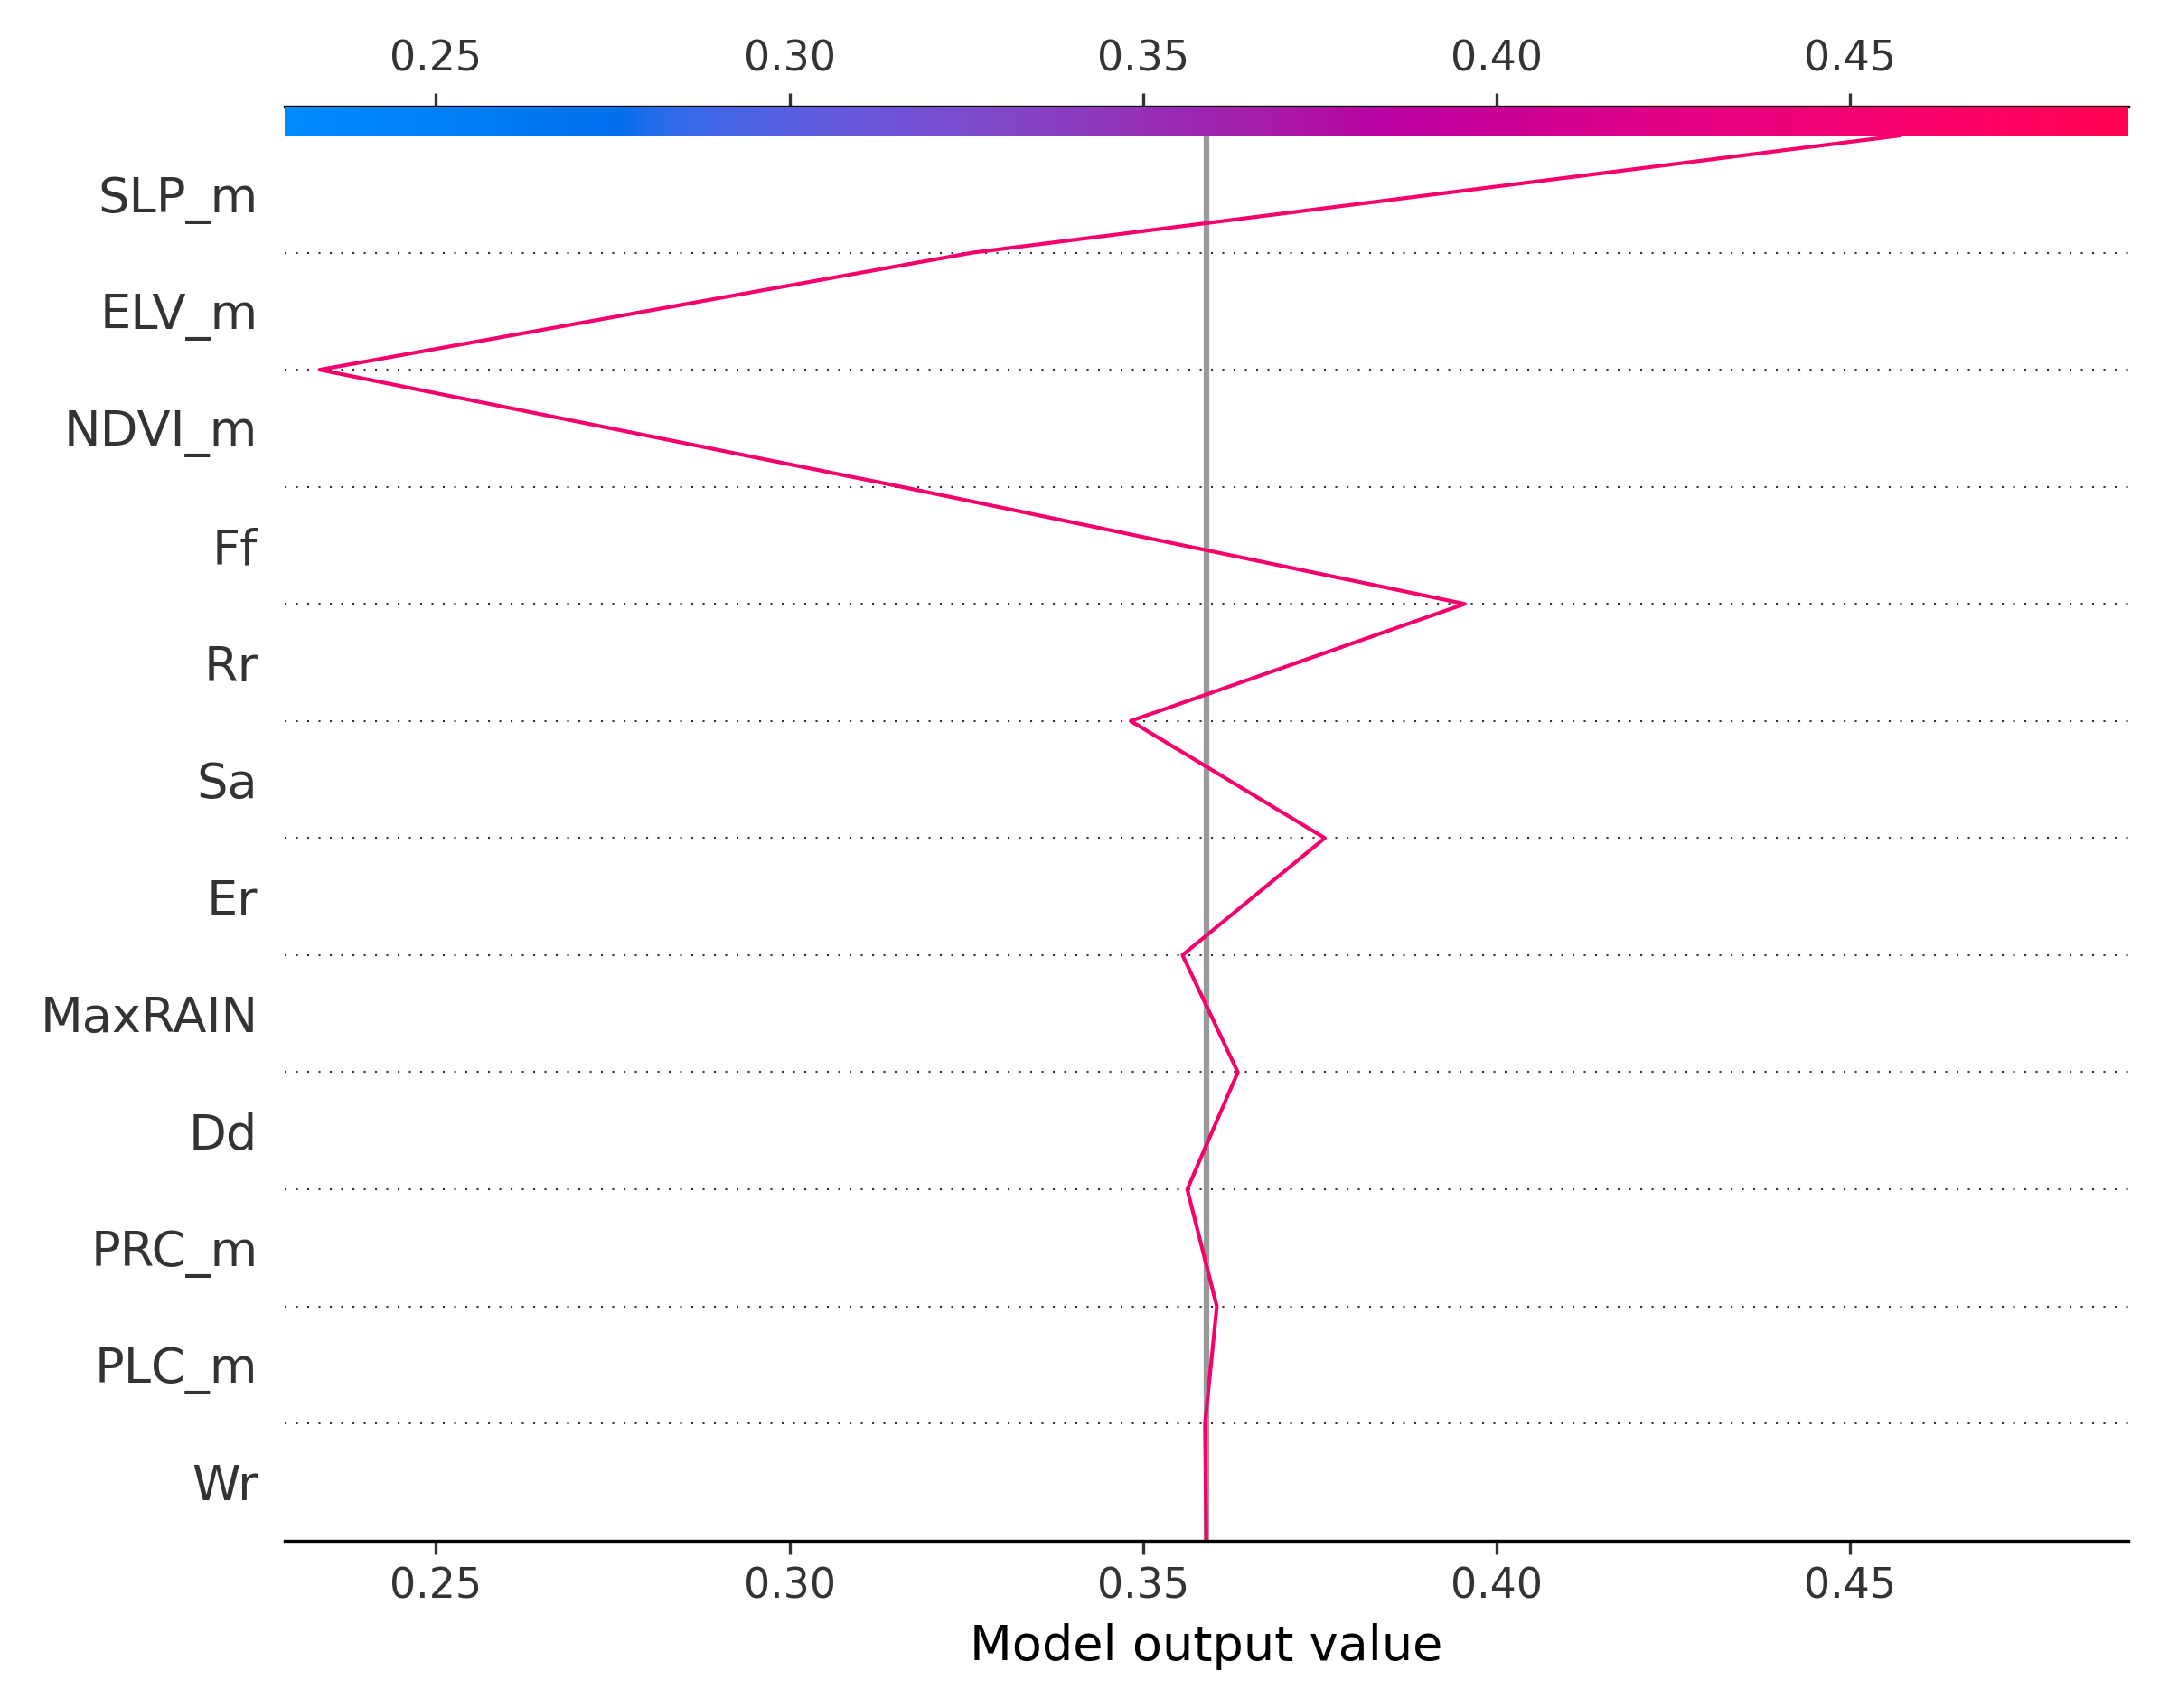 0.25 0.30 0.35 0.40 0.45
SLP_m
ELV_m
NDVI_m
Ff
Rr
Sa
Er
MaxRAIN
Dd
PRC_m
PLC_m
Wr
0.25 0.30 0.35 0.40 0.45
Model output value